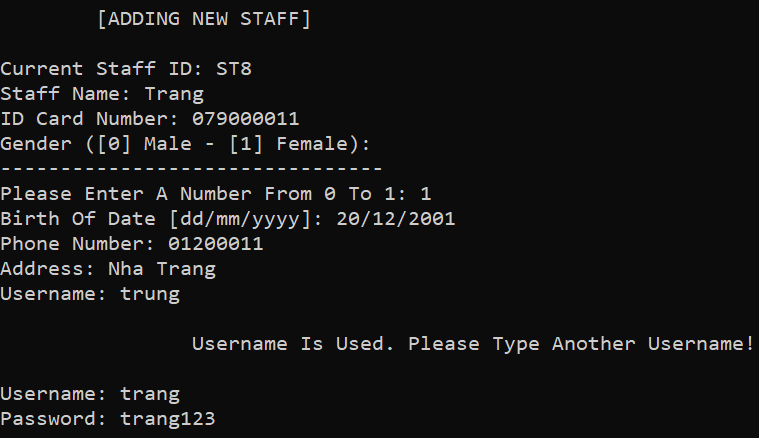 [ADDING NEW STAFF]
Current Staff ID: ST8
Staff Name: Trang
ID Card Number: 079000011
Gender ([0] Male - [1] Female):
--------------------------------
Please Enter A Number From 0 To 1: 1
Birth Of Date [dd/mm/yyyy]: 20/12/2001
Phone Number: 01200011
Address: Nha Trang
Username: trung
Username Is Used. Please Type Another Username!
Username: trang
Password: trang123